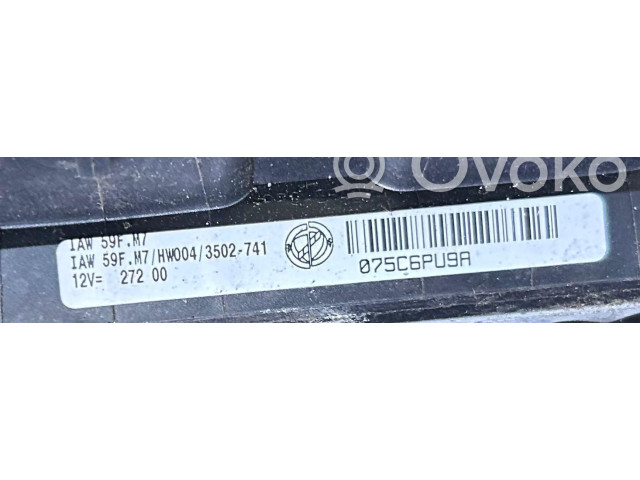 Ovoko
IAW 59F.M7
IAW 59F.M7/HW004/3502-741
12V= 272 00
075C6PU9A